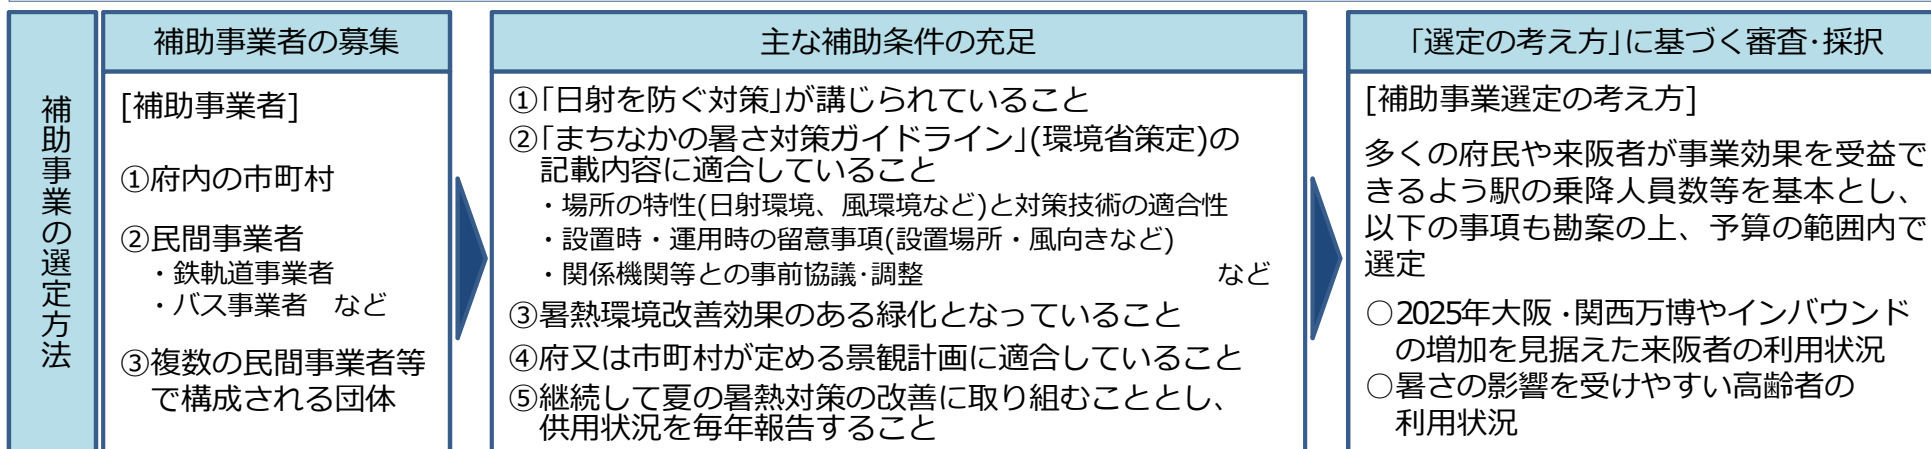 補助事業の選定方法
補助事業者の募集
[補助事業者]
①府内の市町村
②民間事業者
・鉄軌道事業者
・バス事業者　など
③複数の民間事業者等
で構成される団体
主な補助条件の充足
①「日射を防ぐ対策」が講じられていること
②「まちなかの暑さ対策ガイドライン」(環境省策定)の
記載内容に適合していること
・場所の特性(日射環境、風環境など)と対策技術の適合性
・設置時・運用時の留意事項(設置場所・風向きなど)
・関係機関等との事前協議・調整　など
③暑熱環境改善効果のある緑化となっていること
④府又は市町村が定める景観計画に適合していること
⑤継続して夏の暑熱対策の改善に取り組むこととし、
供用状況を毎年報告すること
「選定の考え方」に基づく審査・採択
[補助事業選定の考え方]
多くの府民や来阪者が事業効果を受益で
きるよう駅の乗降人員数等を基本とし、
以下の事項も勘案の上、予算の範囲内で
選定
○2025年大阪・関西万博やインバウンド
の増加を見据えた来阪者の利用状況
○暑さの影響を受けやすい高齢者の
利用状況